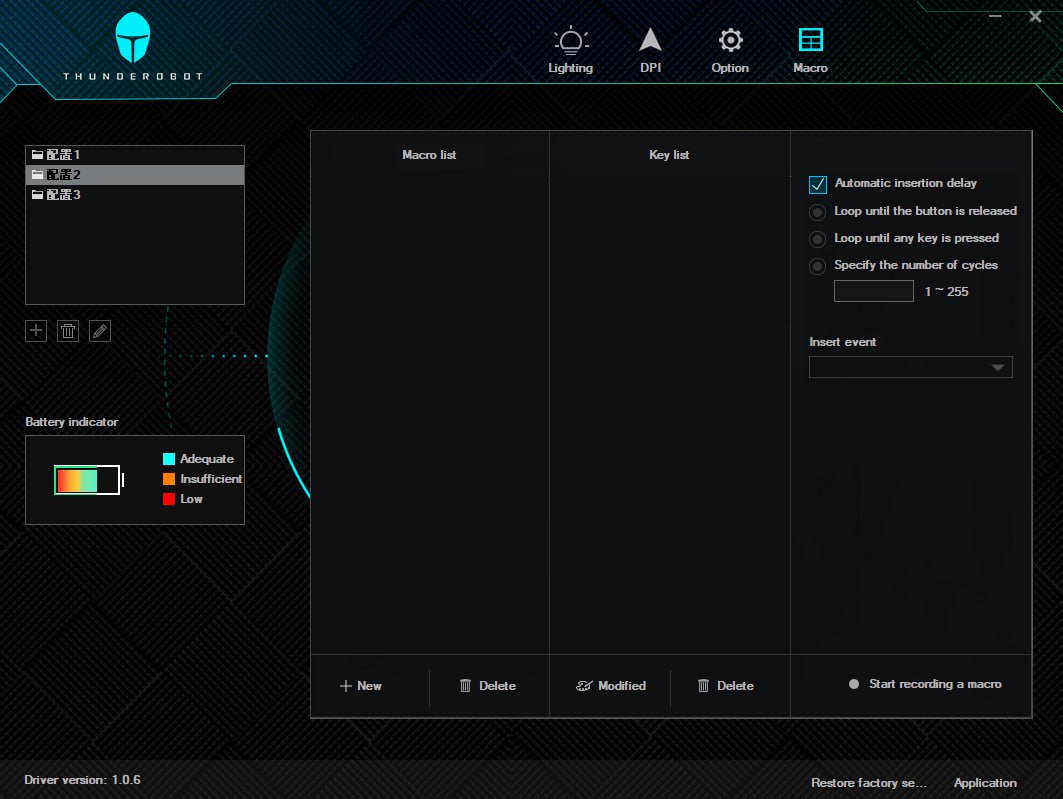 THUNDEROBOT
Lighting
DPI
Option
Macro
配置1
配置2
配置3
Battery indicator
Adequate
Insufficient
Low
Macro list
Key list
Automatic insertion delay
Loop until the button is released
Loop until any key is pressed
Specify the number of cycles
1 ~ 255
Insert event
New
Delete
Modified
Delete
Start recording a macro
Driver version: 1.0.6
Restore factory se...
Application